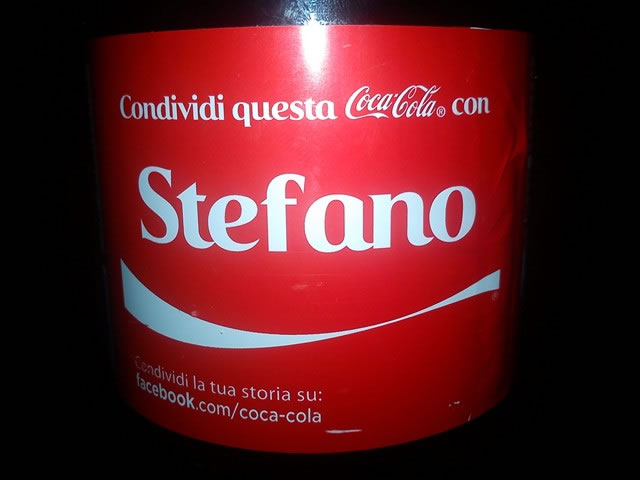 Condividi questa Coca-Cola® con
Stefano
®
Condividi la tua storia su:
facebook.com/coca-cola